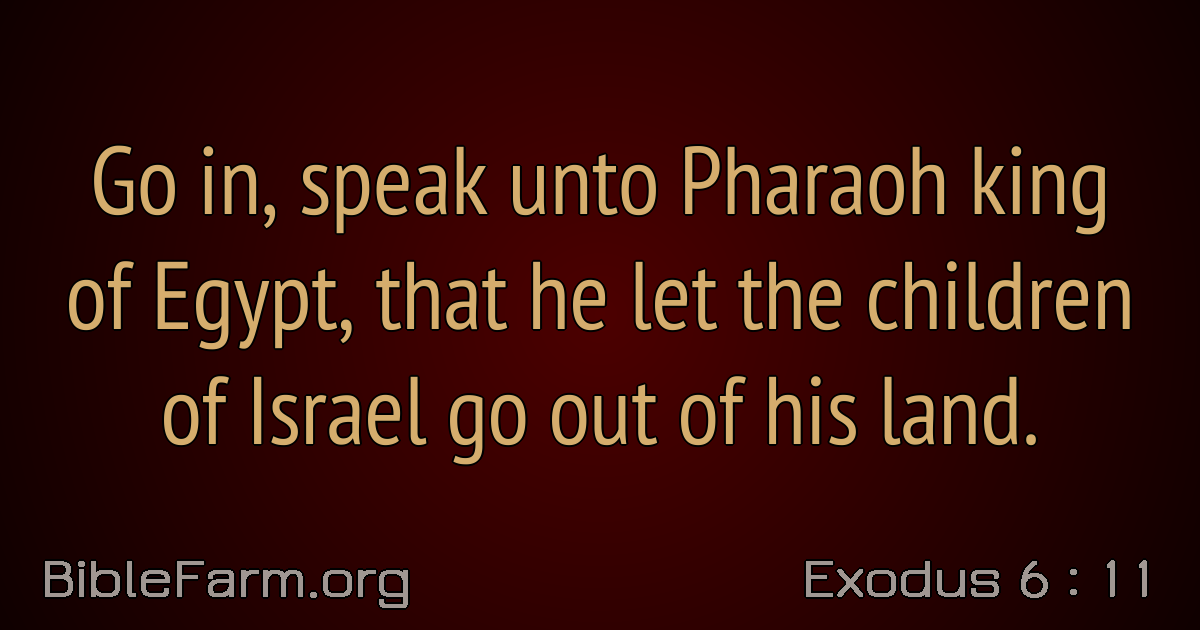 Go in, speak unto Pharaoh king
of Egypt, that he let the children
of Israel go out of his land.
BibleFarm.org
Exodus 6 : 11